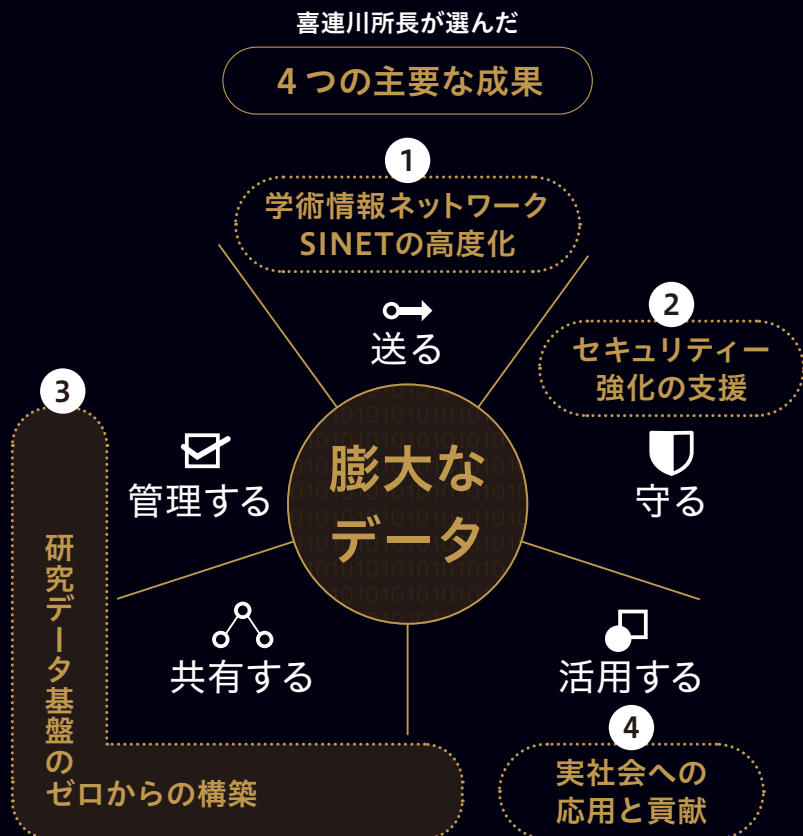 喜連川所長が選んだ
4つの主要な成果
1
学術情報ネットワーク
SINETの高度化
送る
2
セキュリティー
強化の支援
守る
3
研究データ基盤の
ゼロからの構築
管理する
共有する
膨大な
データ
活用する
4
実社会への
応用と貢献